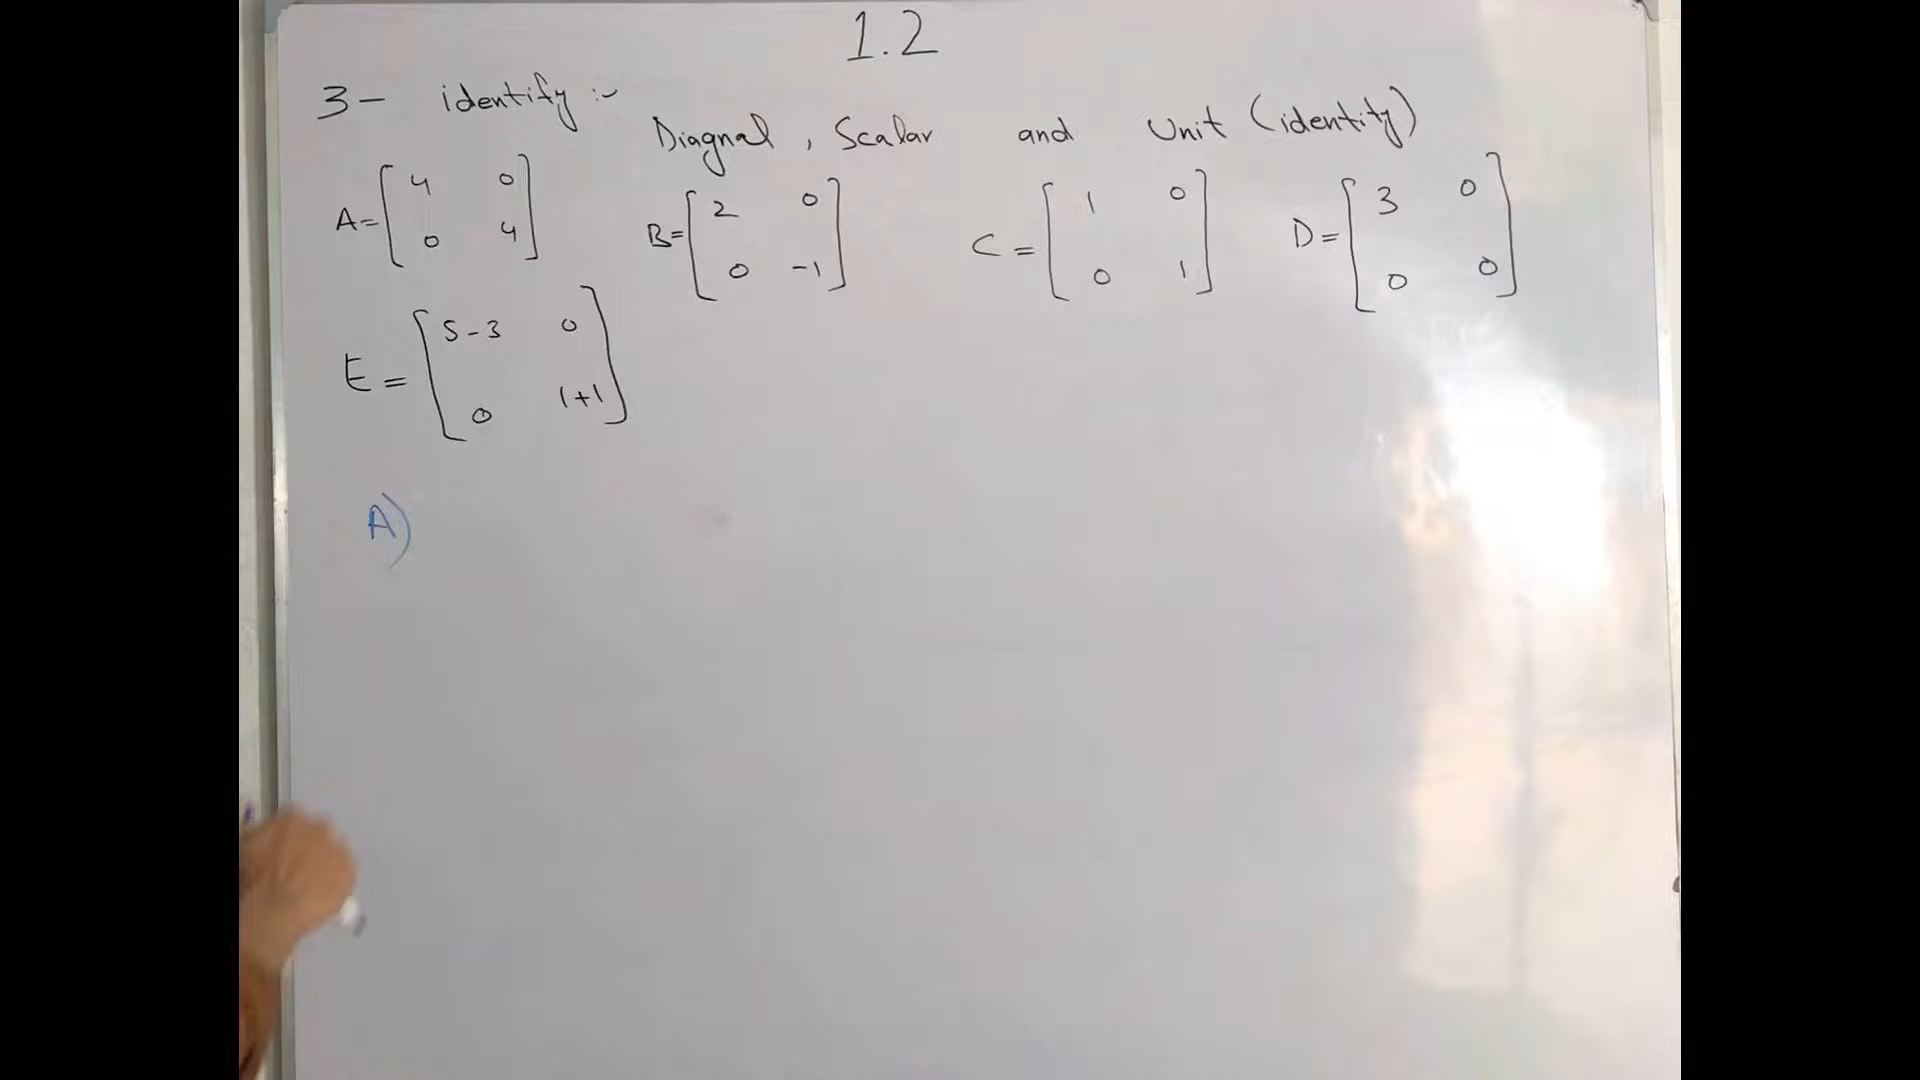 1.2
3- identify :-
Diagnal, Scalar and Unit (identity)
A = [4 0
0 4]
B = [2 0
0 -1]
C = [1 0
0 1]
D = [3 0
0 0]
E = [5-3 0
0 1+1]
A)